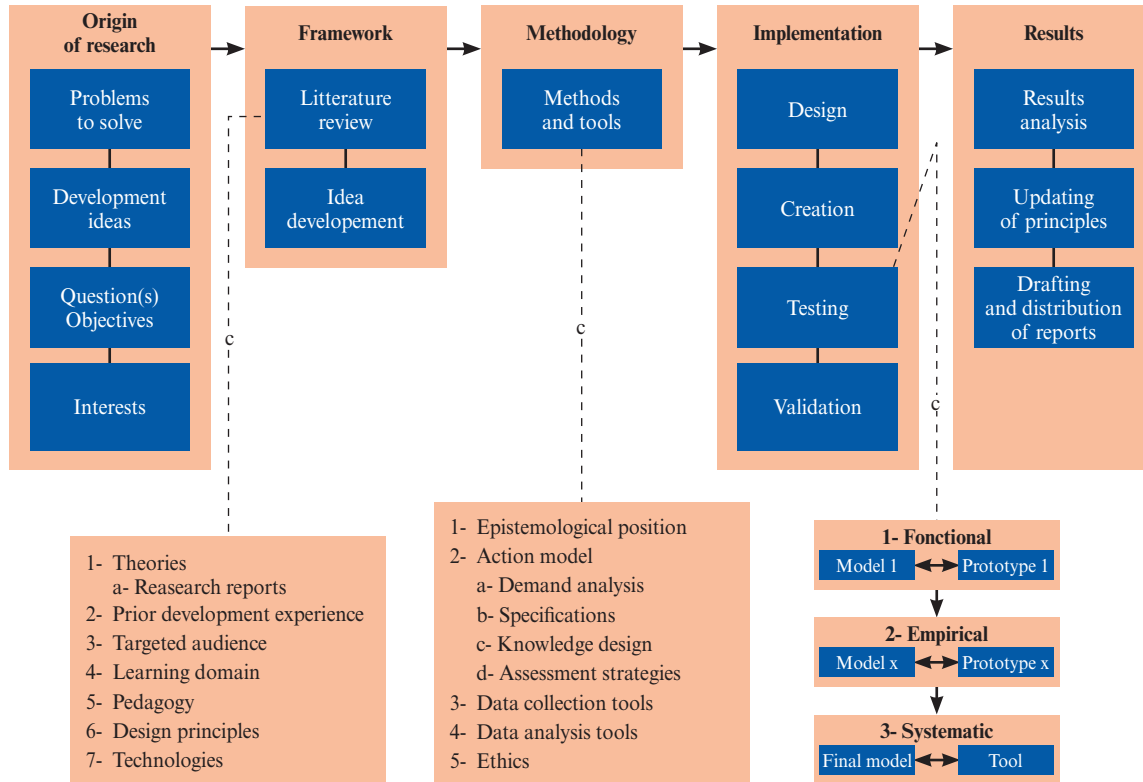 Origin
of research
Problems
to solve
Development
ideas
Question(s)
Objectives
Interests
Framework
Litterature
review
Idea
developement
Methodology
Methods
and tools
Implementation
Design
Creation
Testing
Validation
Results
Results
analysis
Updating
of principles
Drafting
and distribution
of reports
c
c
c
1- Theories
a- Reasearch reports
2- Prior development experience
3- Targeted audience
4- Learning domain
5- Pedagogy
6- Design principles
7- Technologies
1- Epistemological position
2- Action model
a- Demand analysis
b- Specifications
c- Knowledge design
d- Assessment strategies
3- Data collection tools
4- Data analysis tools
5- Ethics
1- Fonctional
Model 1 Prototype 1
2- Empirical
Model x Prototype x
3- Systematic
Final model Tool